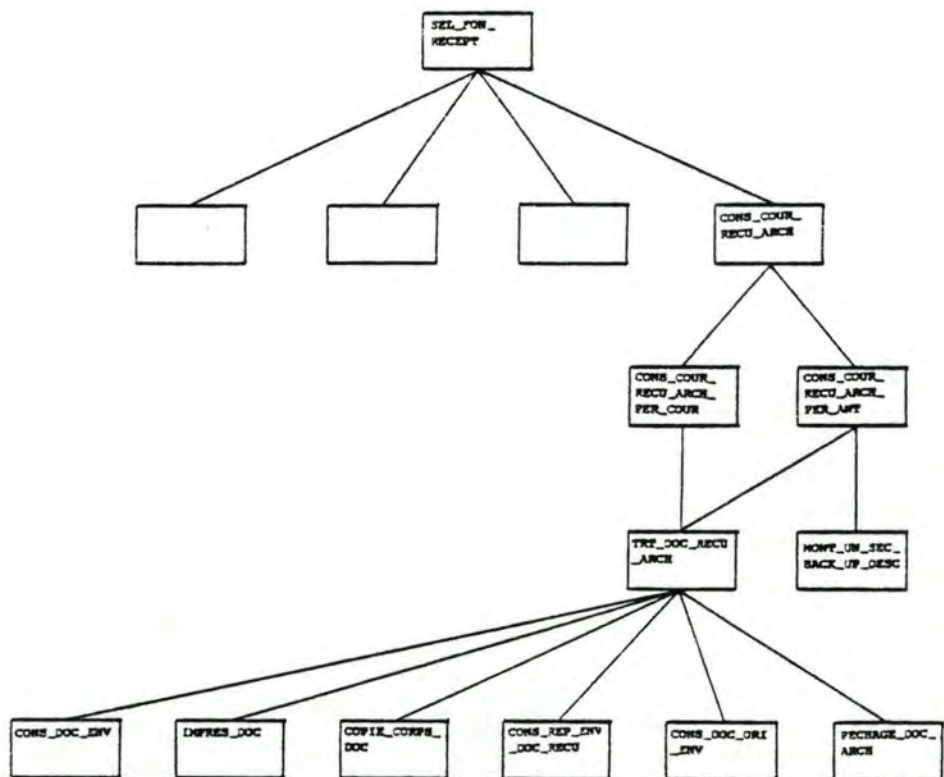 SEL_FON_
RECEPT
CONS_COUR_
RECU_ARCH
CONS_COUR_
RECU_ARCH_
PER_COUR
CONS_COUR_
RECU_ARCH_
PER_ANT
TRT_DOC_RECU
_ARCH
MONT_UN_SEC_
BACK_UP_DESC
CONS_DOC_ENV
IMPRES_DOC
COPIE_CORPS_
DOC
CONS_REP_ENV
_DOC_RECU
CONS_DOC_ORI
_ENV
PECHAGE_DOC_
ARCH